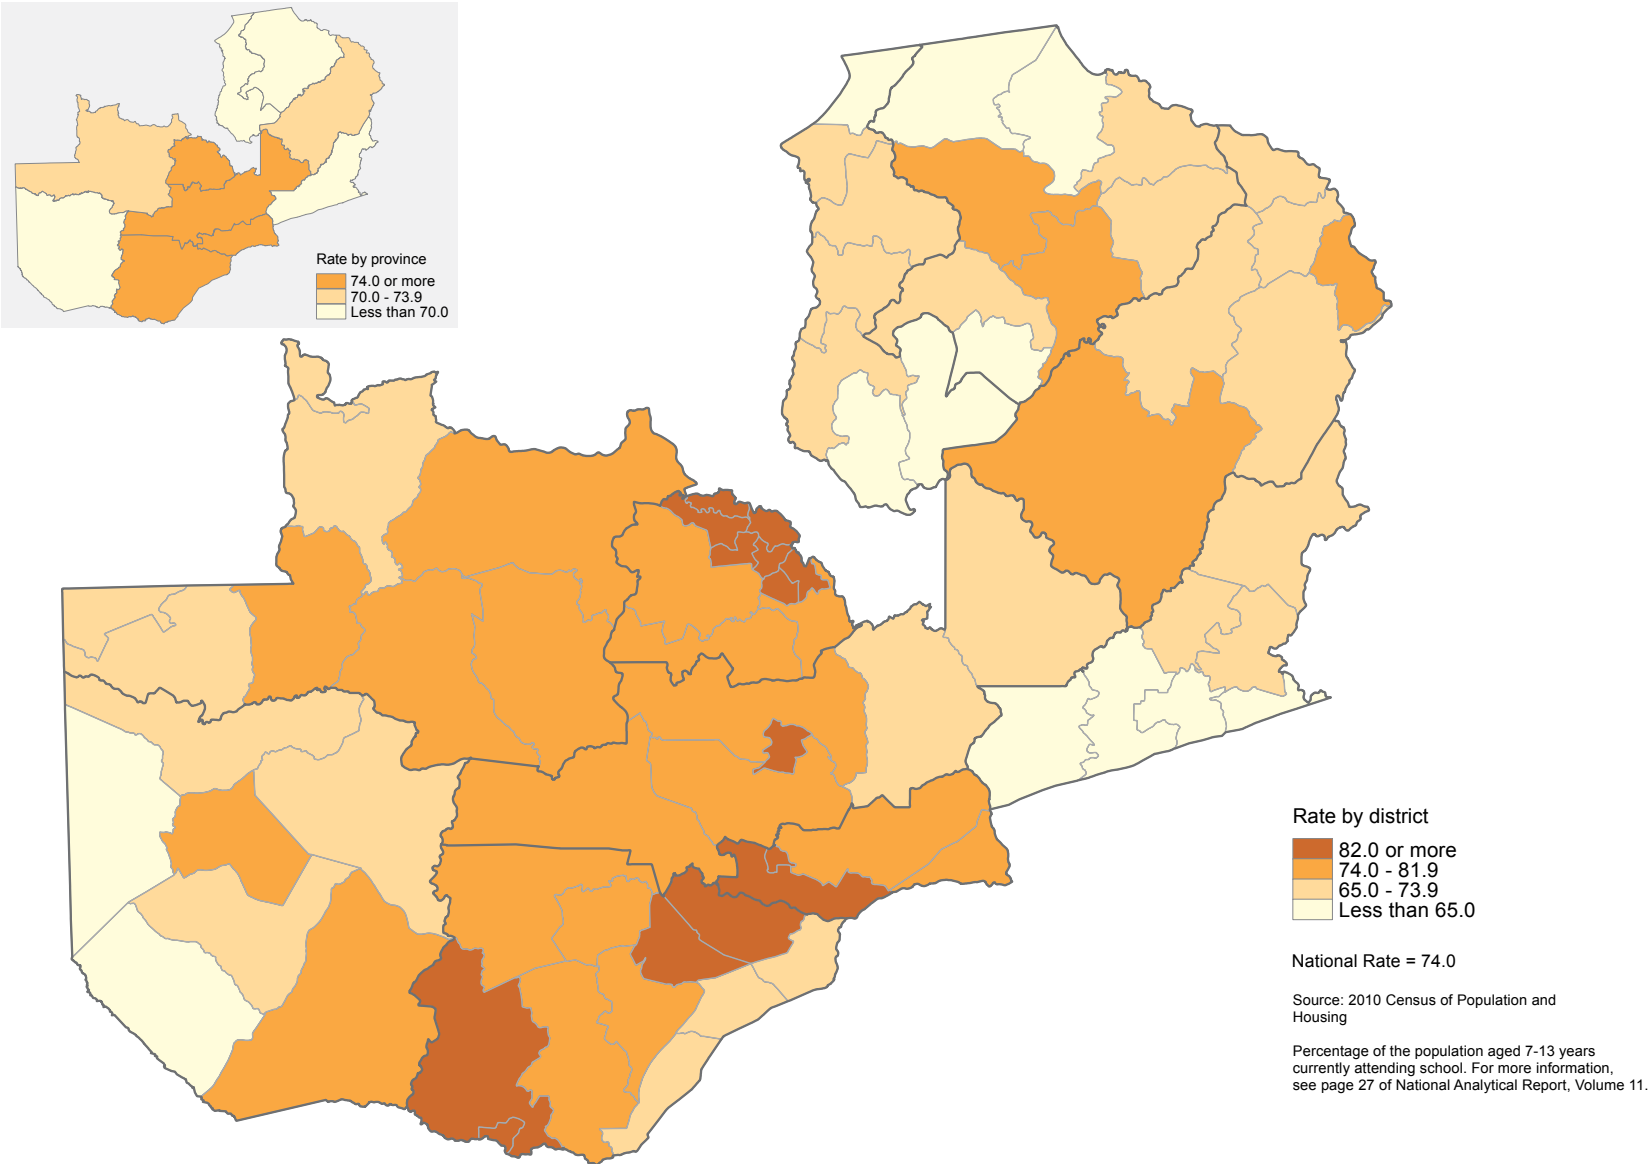 Rate by province
74.0 or more
70.0 - 73.9
Less than 70.0
Rate by district
82.0 or more
74.0 - 81.9
65.0 - 73.9
Less than 65.0
National Rate = 74.0
Source: 2010 Census of Population and
Housing
Percentage of the population aged 7-13 years
currently attending school. For more information,
see page 27 of National Analytical Report, Volume 11.